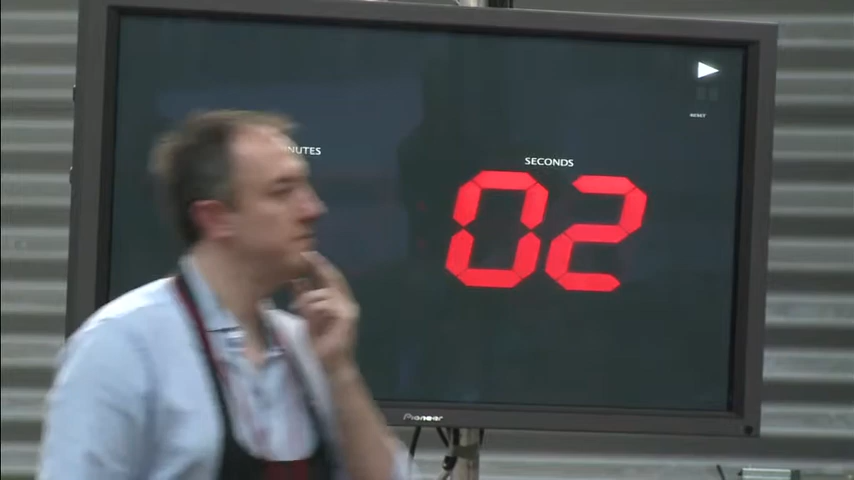 NUTES
SECONDS
02
RESET
Pioneer